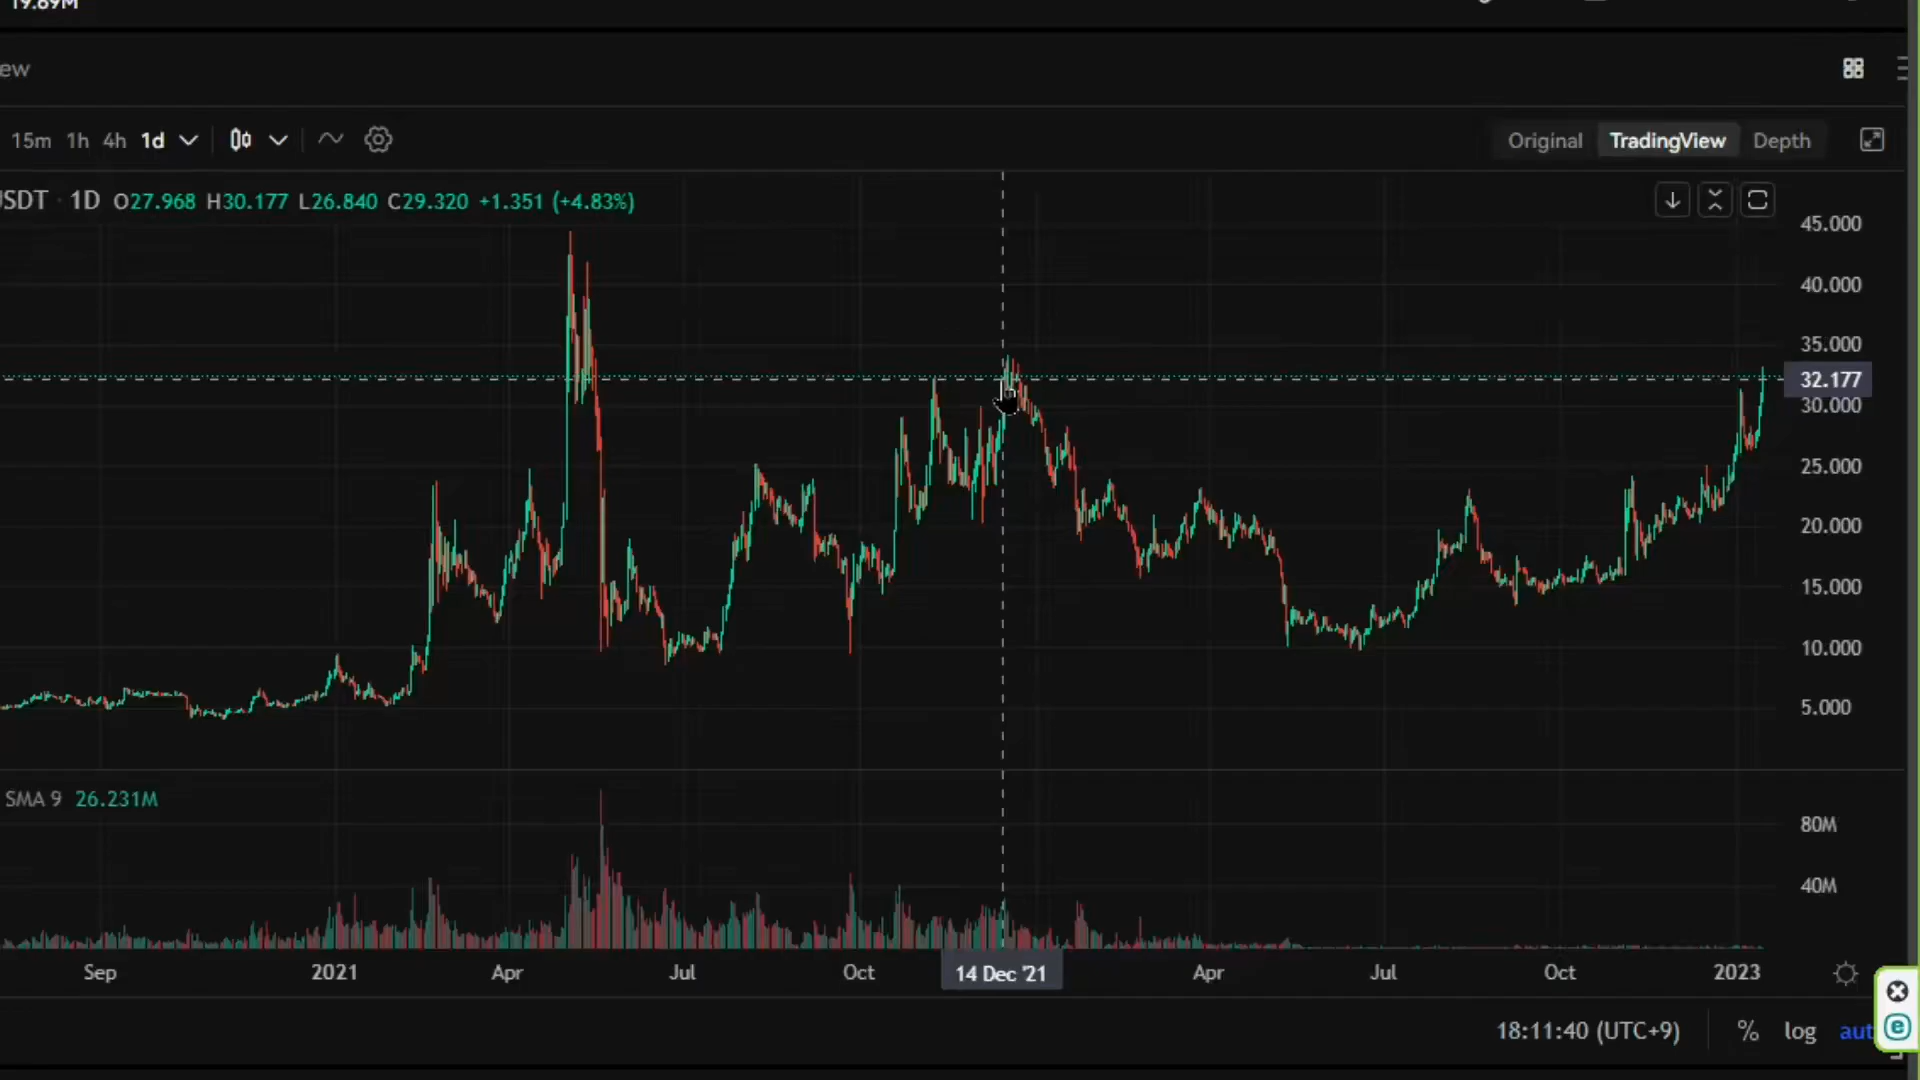 19.69M
ew
15m 1h 4h 1d
Original TradingView Depth
USDT · 1D O27.968 H30.177 L26.840 C29.320 +1.351 (+4.83%)
45.000
40.000
35.000
32.177
30.000
25.000
20.000
15.000
10.000
5.000
SMA 9 26.231M
80M
40M
Sep 2021 Apr Jul Oct 14 Dec '21 Apr Jul Oct 2023
18:11:40 (UTC+9) % log aut